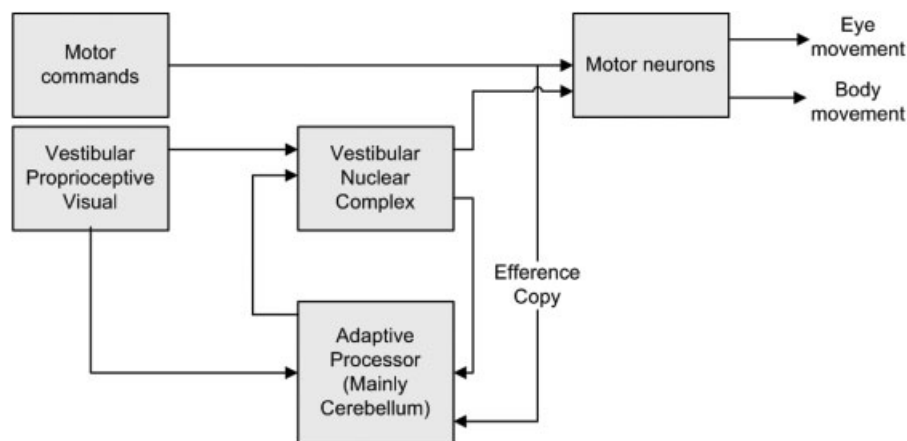 Motor
commands
Motor neurons
Eye
movement
Body
movement
Vestibular
Proprioceptive
Visual
Vestibular
Nuclear
Complex
Efference
Copy
Adaptive
Processor
(Mainly
Cerebellum)